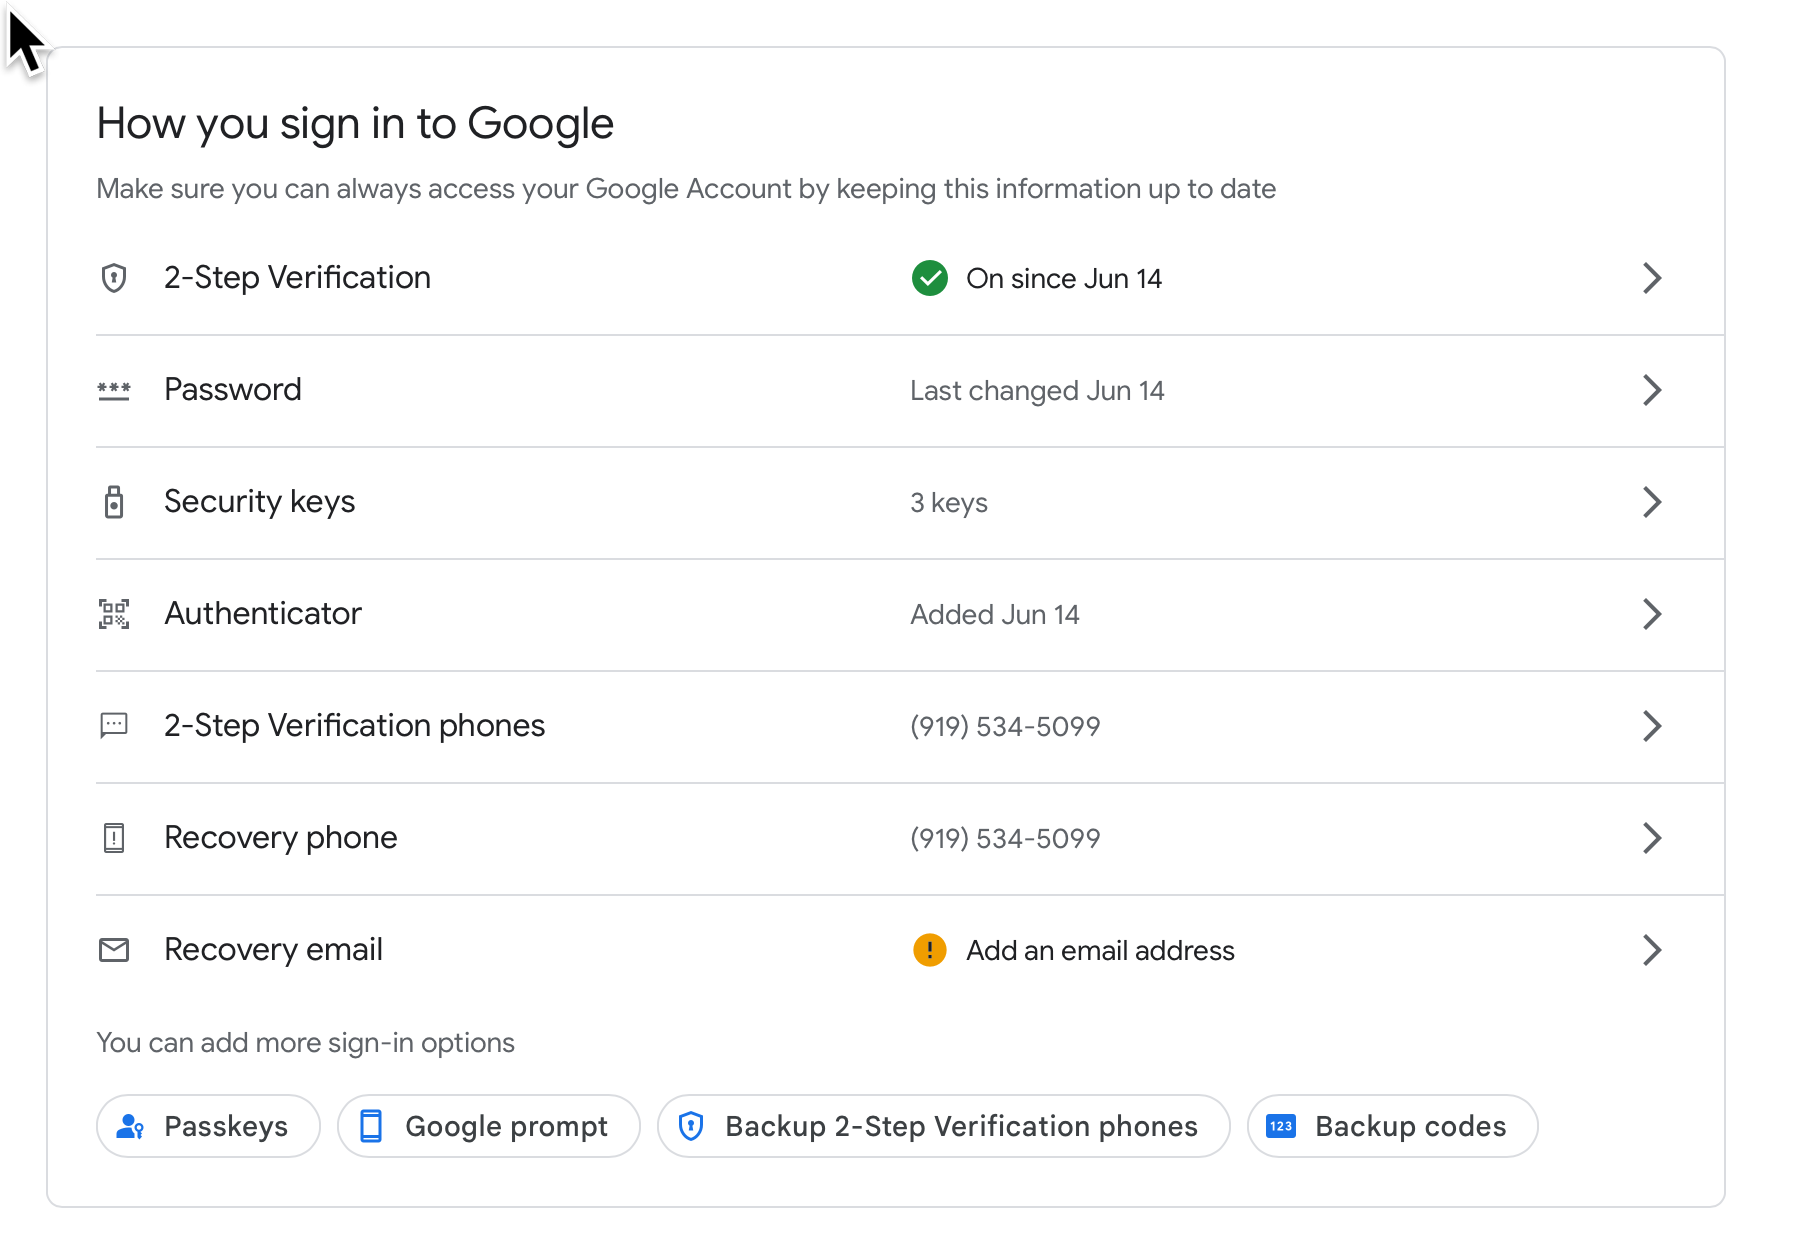 How you sign in to Google
Make sure you can always access your Google Account by keeping this information up to date
2-Step Verification
On since Jun 14
*** Password
Last changed Jun 14
Security keys
3 keys
Authenticator
Added Jun 14
2-Step Verification phones
(919) 534-5099
Recovery phone
(919) 534-5099
Recovery email
! Add an email address
You can add more sign-in options
Passkeys
Google prompt
Backup 2-Step Verification phones
123 Backup codes